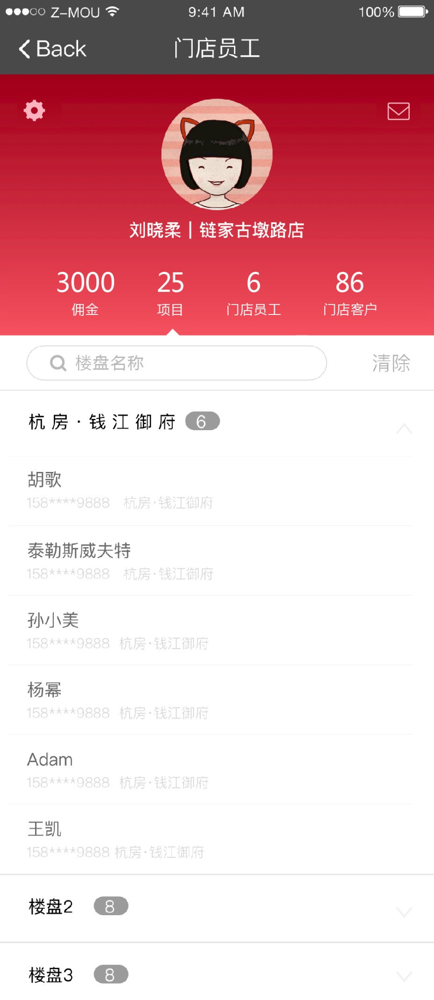 Z-MOU 9:41 AM 100%
Back 门店员工
刘晓柔 | 链家古墩路店
3000 25 6 86
佣金 项目 门店员工 门店客户
楼盘名称 清除
杭房·钱江御府 6
胡歌
158****9888 杭房·钱江御府
泰勒斯威夫特
158****9888 杭房·钱江御府
孙小美
158****9888 杭房·钱江御府
杨幂
158****9888 杭房·钱江御府
Adam
158****9888 杭房·钱江御府
王凯
158****9888 杭房·钱江御府
楼盘2 8
楼盘3 8